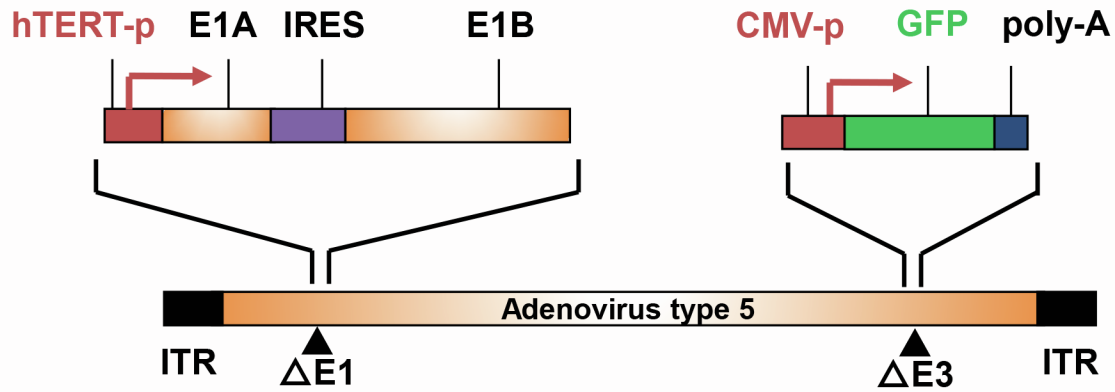 hTERT-p E1A IRES E1B CMV-p GFP poly-A
Adenovirus type 5
ITR △E1 △E3 ITR